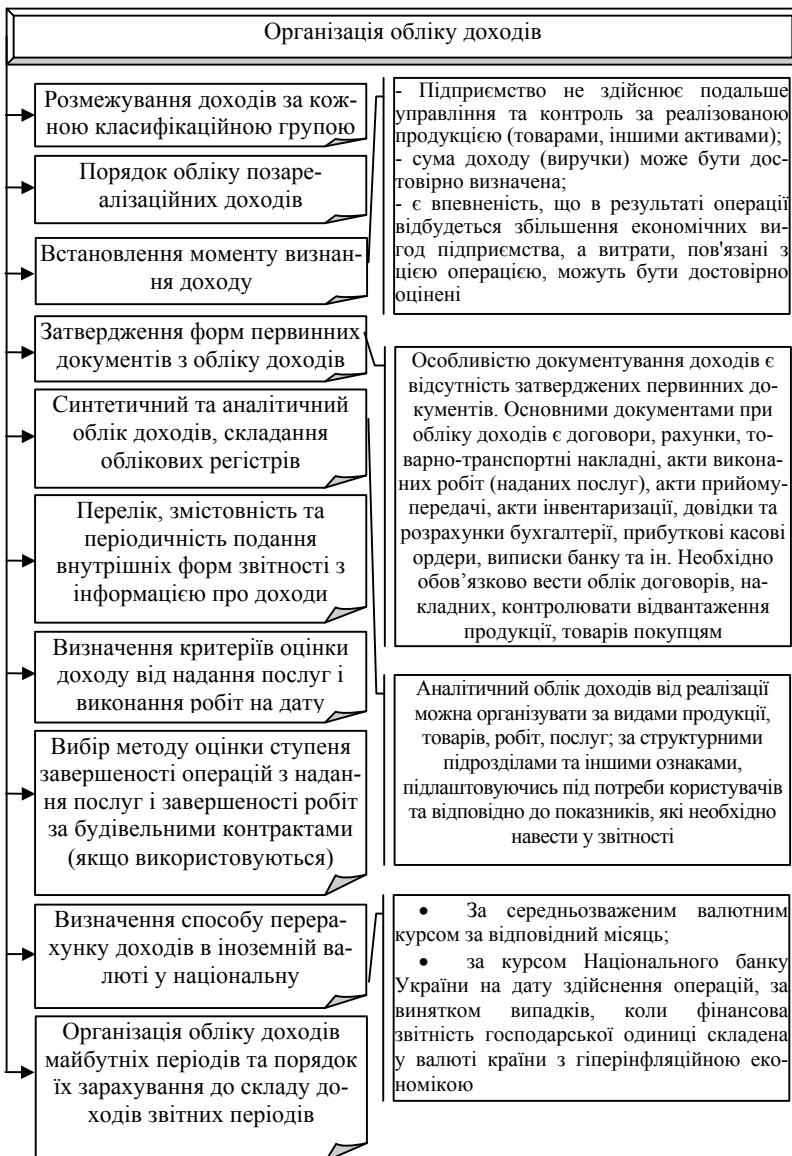 Організація обліку доходів
Розмежування доходів за кож-
ною класифікаційною групою
Порядок обліку позаре-
алізаційних доходів
Встановлення моменту визнан-
ня доходу
Затвердження форм первинних
документів з обліку доходів
Синтетичний та аналітичний
облік доходів, складання
облікових регістрів
Перелік, змістовність та
періодичність подання
внутрішніх форм звітності з
інформацією про доходи
Визначення критеріїв оцінки
доходу від надання послуг і
виконання робіт на дату
Вибір методу оцінки ступеня
завершеності операцій з надан-
ня послуг і завершеності робіт
за будівельними контрактами
(якщо використовуються)
Визначення способу перера-
хунку доходів в іноземній ва-
люті у національну
Організація обліку доходів
майбутніх періодів та порядок
їх зарахування до складу до-
ходів звітних періодів
- Підприємство не здійснює подальше
управління та контроль за реалізованою
продукцією (товарами, іншими активами);
- сума доходу (виручки) може бути дос-
товірно визначена;
- є впевненість, що в результаті операції
відбудеться збільшення економічних ви-
год підприємства, а витрати, пов'язані з
цією операцією, можуть бути достовірно
оцінені
Особливістю документування доходів є
відсутність затверджених первинних до-
кументів. Основними документами при
обліку доходів є договори, рахунки, то-
варно-транспортні накладні, акти викона-
них робіт (наданих послуг), акти прийому-
передачі, акти інвентаризації, довідки та
розрахунки бухгалтерії, прибуткові касові
ордери, виписки банку та ін. Необхідно
обов’язково вести облік договорів, на-
кладних, контролювати відвантаження
продукції, товарів покупцям
Аналітичний облік доходів від реалізації
можна організувати за видами продукції,
товарів, робіт, послуг; за структурними
підрозділами та іншими ознаками,
підлаштовуючись під потреби користувачів
та відповідно до показників, які необхідно
навести у звітності
• За середньозваженим валютним
курсом за відповідний місяць;
• за курсом Національного банку
України на дату здійснення операцій, за
винятком випадків, коли фінансова
звітність господарської одиниці складена
у валюті країни з гіперінфляційною еко-
номікою